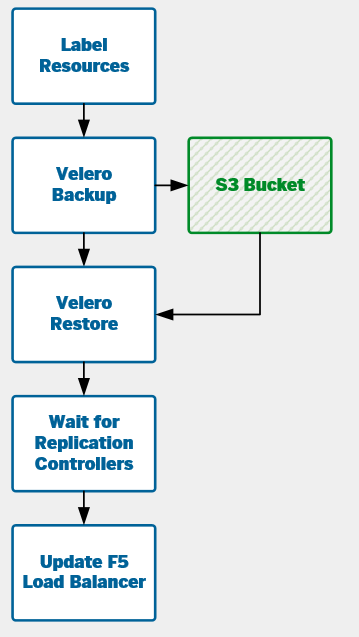 Label
Resources
Velero
Backup
S3 Bucket
Velero
Restore
Wait for
Replication
Controllers
Update F5
Load Balancer